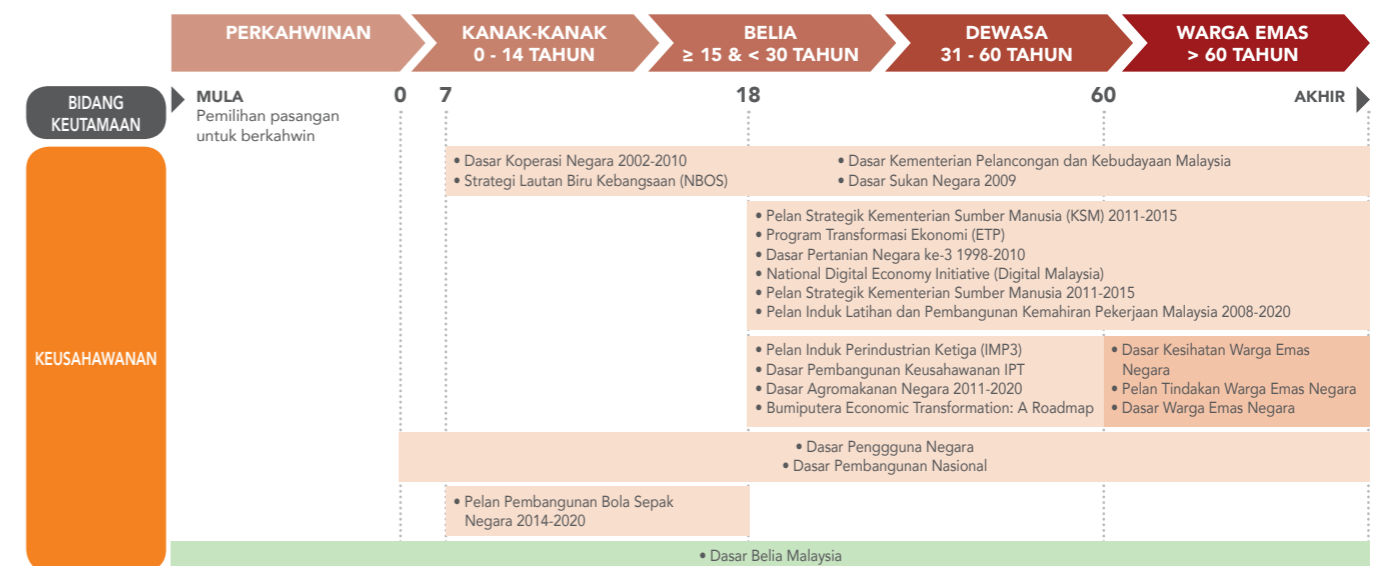 PERKAHWINAN
KANAK-KANAK
0 - 14 TAHUN
BELIA
≥ 15 & < 30 TAHUN
DEWASA
31 - 60 TAHUN
WARGA EMAS
> 60 TAHUN
BIDANG
KEUTAMAAN
MULA
Pemilihan pasangan
untuk berkahwin
0
7
18
60
AKHIR
KEUSAHAWANAN
• Dasar Koperasi Negara 2002-2010
• Strategi Lautan Biru Kebangsaan (NBOS)
• Dasar Kementerian Pelancongan dan Kebudayaan Malaysia
• Dasar Sukan Negara 2009
• Pelan Strategik Kementerian Sumber Manusia (KSM) 2011-2015
• Program Transformasi Ekonomi (ETP)
• Dasar Pertanian Negara ke-3 1998-2010
• National Digital Economy Initiative (Digital Malaysia)
• Pelan Strategik Kementerian Sumber Manusia 2011-2015
• Pelan Induk Latihan dan Pembangunan Kemahiran Pekerjaan Malaysia 2008-2020
• Pelan Induk Perindustrian Ketiga (IMP3)
• Dasar Pembangunan Keusahawanan IPT
• Dasar Agromakanan Negara 2011-2020
• Bumiputera Economic Transformation: A Roadmap
• Dasar Kesihatan Warga Emas
Negara
• Pelan Tindakan Warga Emas Negara
• Dasar Warga Emas Negara
• Dasar Penggguna Negara
• Dasar Pembangunan Nasional
• Pelan Pembangunan Bola Sepak
Negara 2014-2020
• Dasar Belia Malaysia